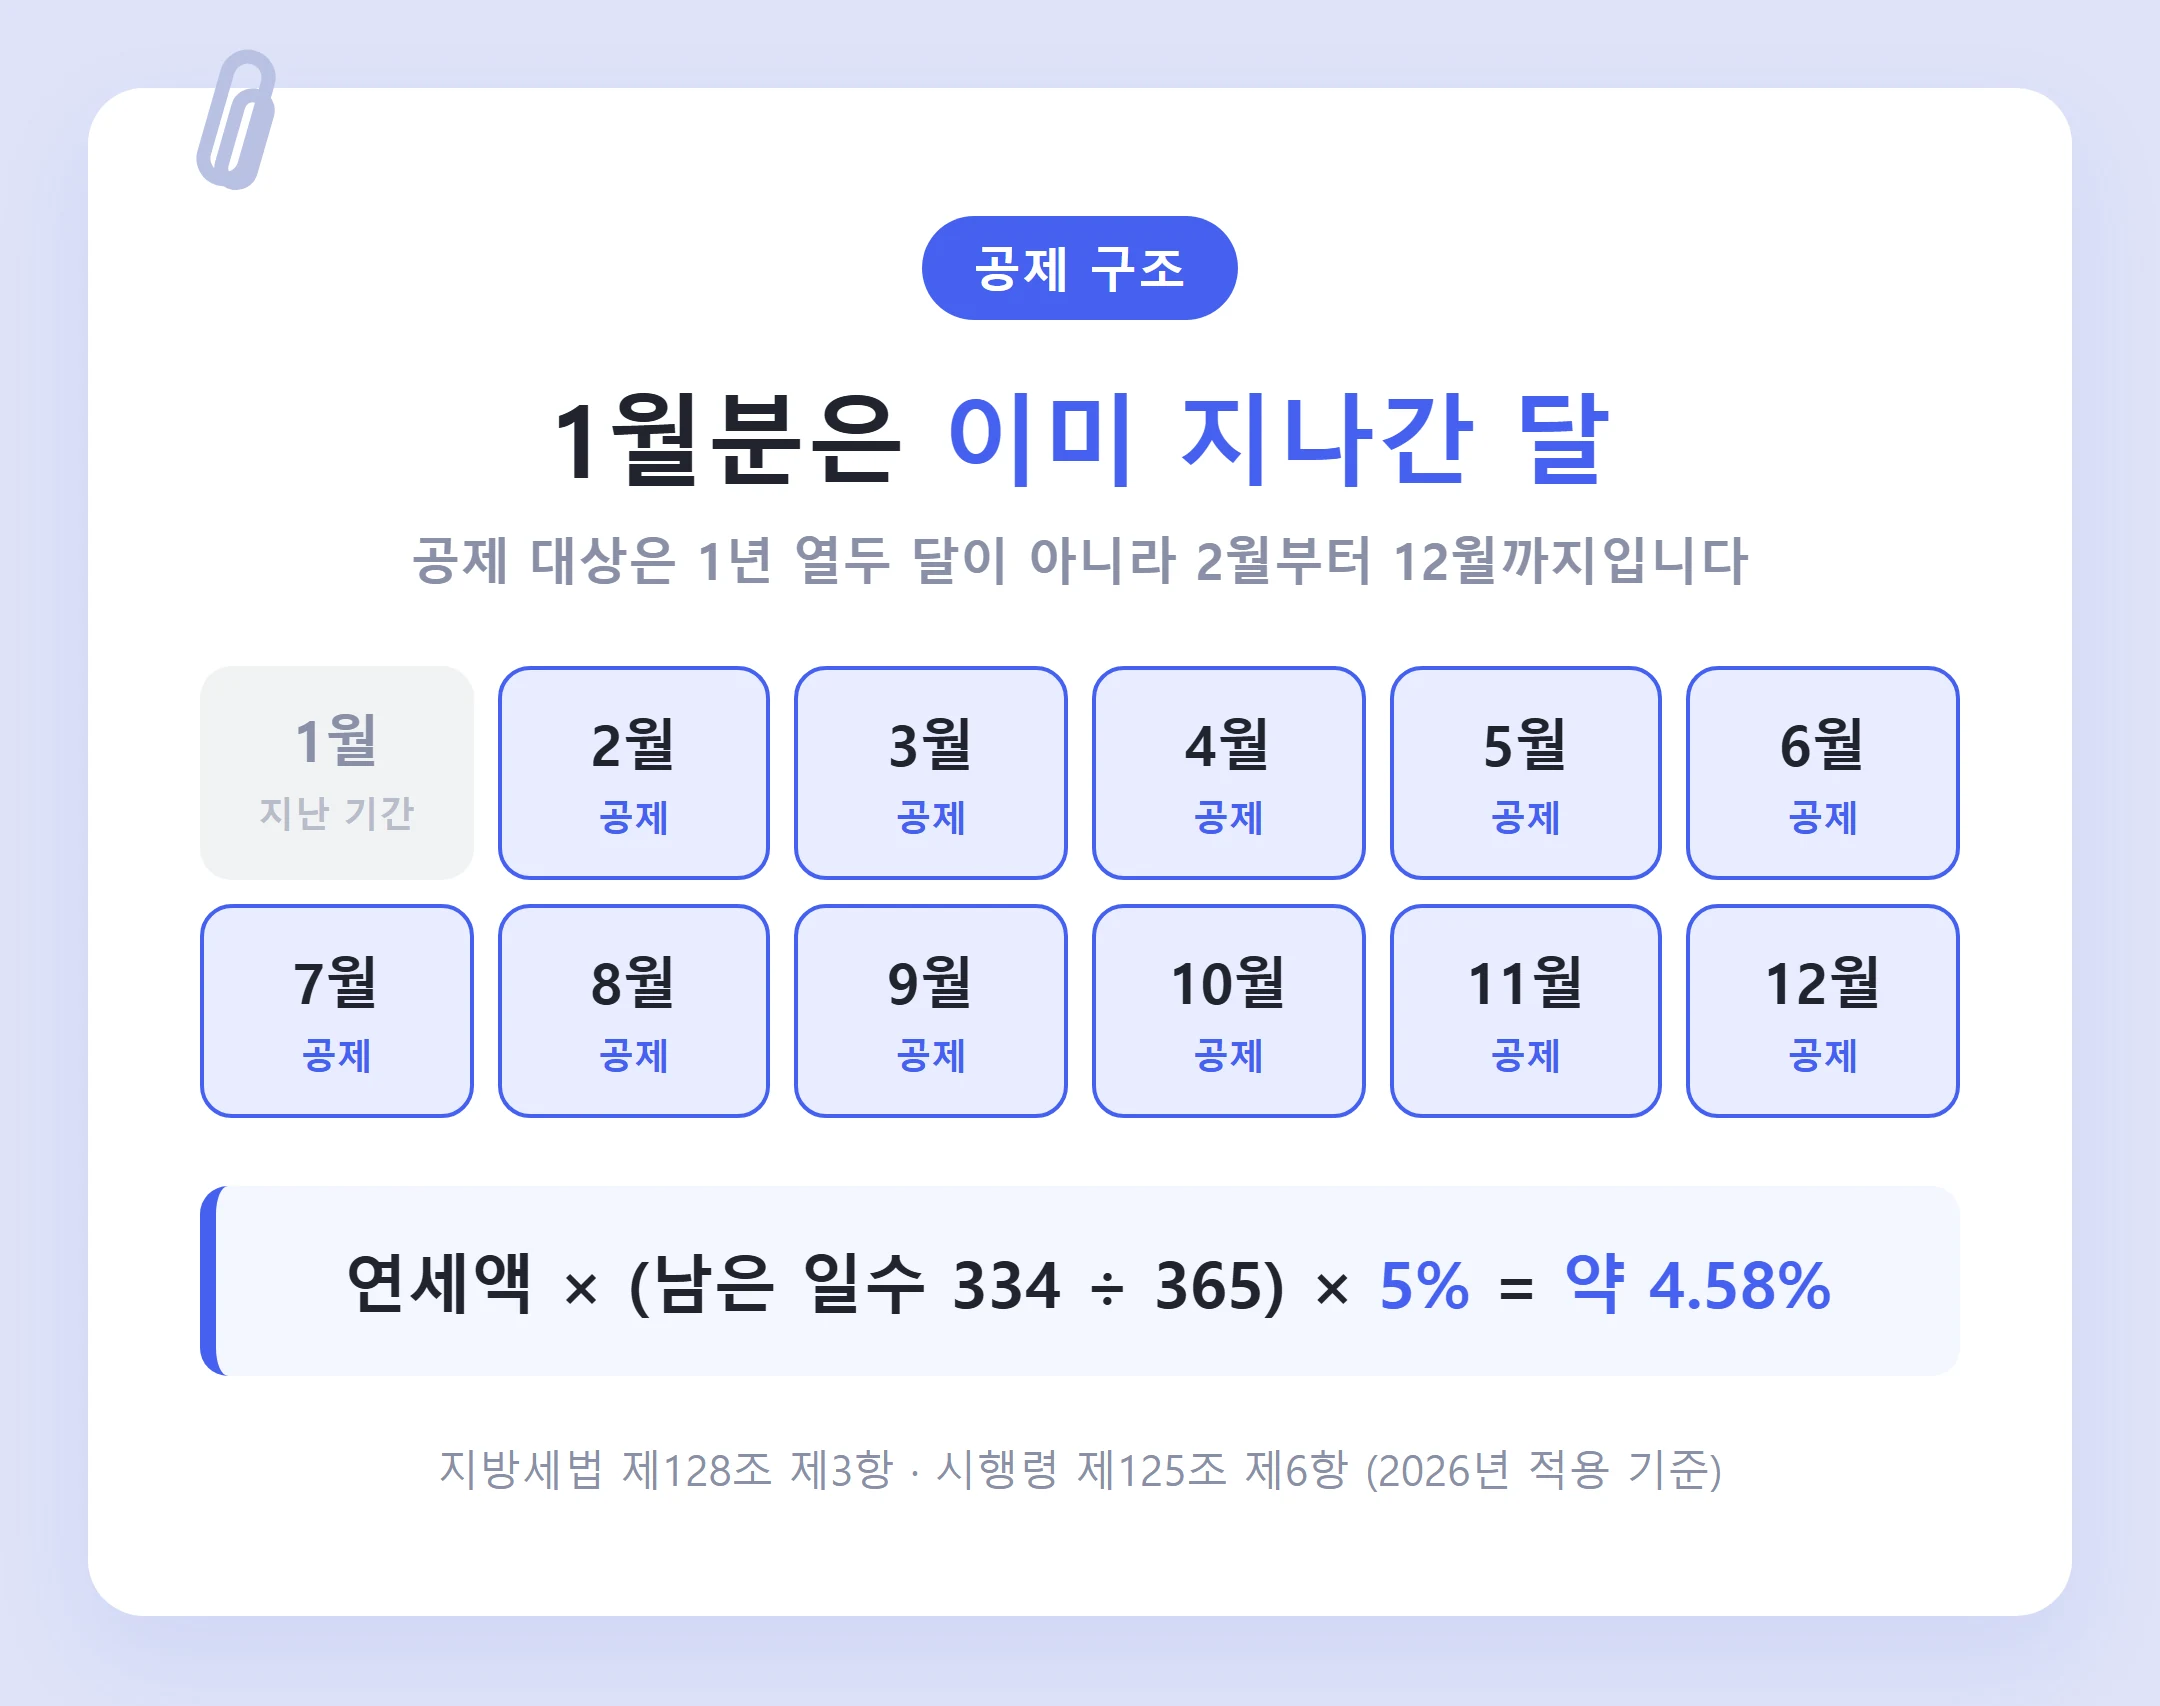 공제 구조
1월분은 이미 지나간 달
공제 대상은 1년 열두 달이 아니라 2월부터 12월까지입니다
1월 2월 3월 4월 5월 6월
지난 기간 공제 공제 공제 공제 공제
7월 8월 9월 10월 11월 12월
공제 공제 공제 공제 공제 공제
연세액 × (남은 일수 334 ÷ 365) × 5% = 약 4.58%
지방세법 제128조 제3항 · 시행령 제125조 제6항 (2026년 적용 기준)